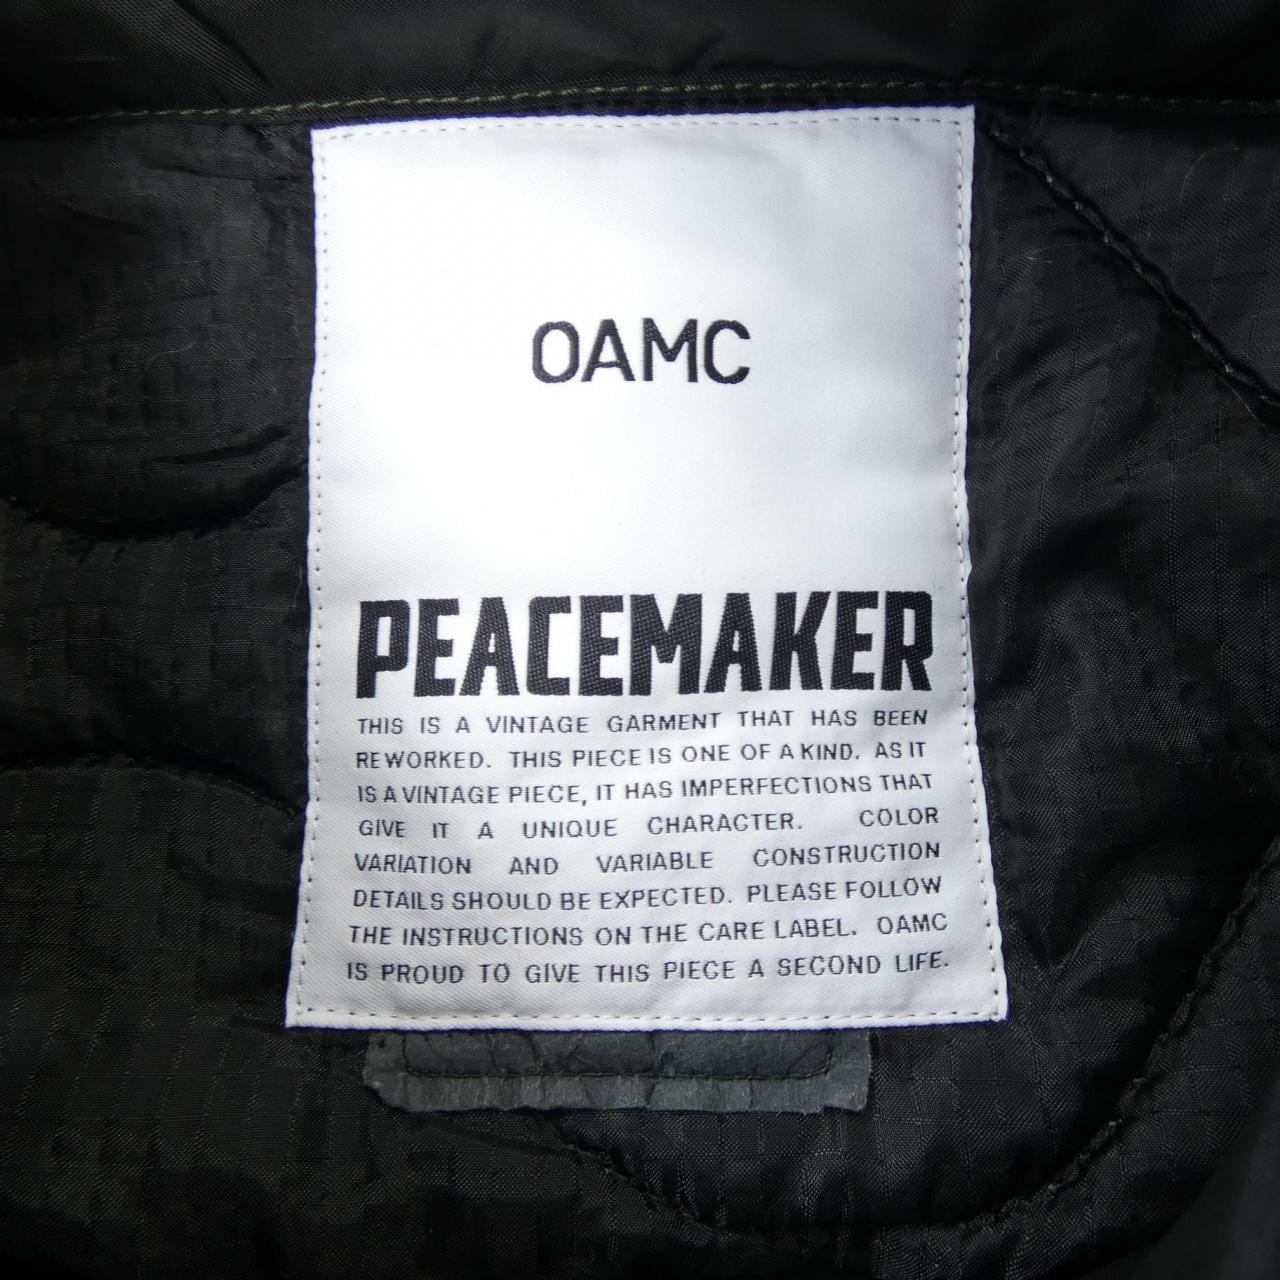 OAMC
PEACEMAKER
THIS IS A VINTAGE GARMENT THAT HAS BEEN
REWORKED. THIS PIECE IS ONE OF A KIND. AS IT
IS A VINTAGE PIECE, IT HAS IMPERFECTIONS THAT
GIVE IT A UNIQUE CHARACTER. COLOR
VARIATION AND VARIABLE CONSTRUCTION
DETAILS SHOULD BE EXPECTED. PLEASE FOLLOW
THE INSTRUCTIONS ON THE CARE LABEL. OAMC
IS PROUD TO GIVE THIS PIECE A SECOND LIFE.